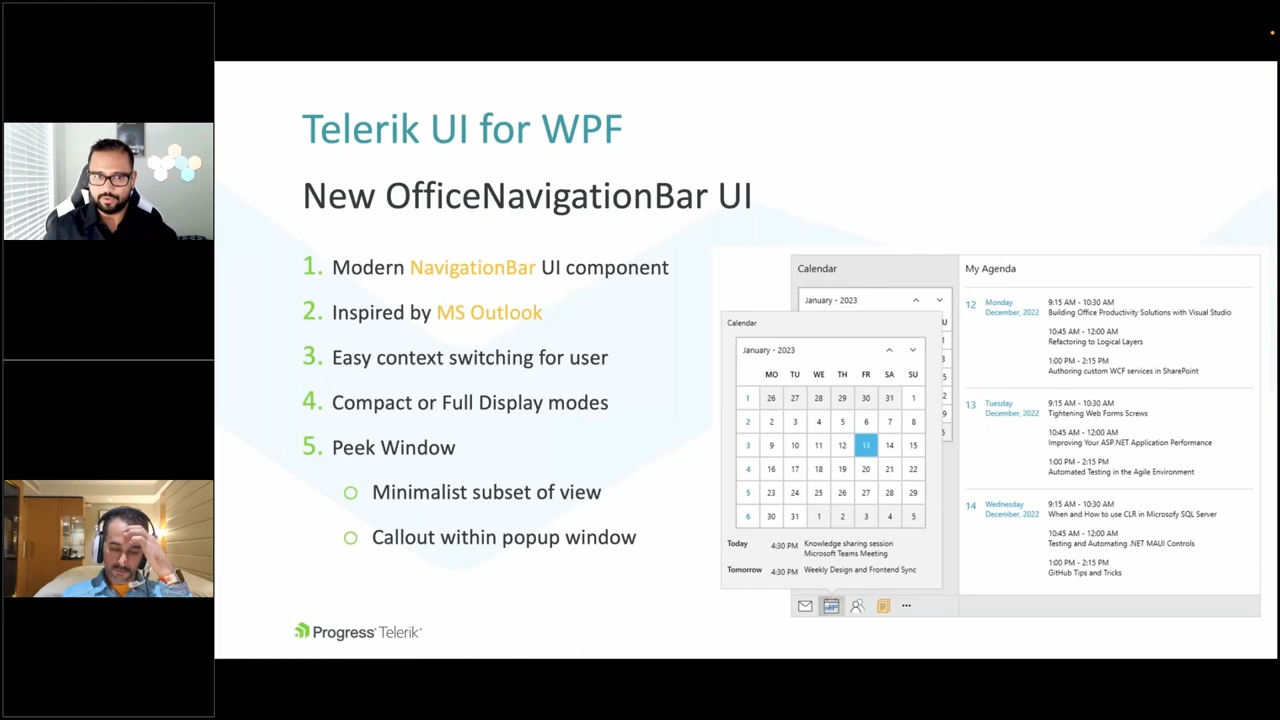 Telerik UI for WPF
New OfficeNavigationBar UI
1. Modern NavigationBar UI component
2. Inspired by MS Outlook
3. Easy context switching for user
4. Compact or Full Display modes
5. Peek Window
Minimalist subset of view
Callout within popup window
Progress Telerik
Calendar
January - 2023
U
Calendar
January - 2023
MO TU WE TH FR SA SU
1 26 27 28 29 30 31 1
2 2 3 4 5 6 7 8
3 9 10 11 12 13 14 15
4 16 17 18 19 20 21 22
5 23 24 25 26 27 28 29
6 30 31 1 2 3 4 5
Today 4:30 PM Knowledge sharing session
Microsoft Teams Meeting
Tomorrow 4:30 PM Weekly Design and Frontend Sync
My Agenda
12 Monday 9:15 AM - 10:30 AM
December, 2022 Building Office Productivity Solutions with Visual Studio
10:45 AM - 12:00 AM
Refactoring to Logical Layers
1:00 PM - 2:15 PM
Authoring custom WCF services in SharePoint
13 Tuesday 9:15 AM - 10:30 AM
December, 2022 Tightening Web Forms Screws
10:45 AM - 12:00 AM
Improving Your ASP.NET Application Performance
1:00 PM - 2:15 PM
Automated Testing in the Agile Environment
14 Wednesday 9:15 AM - 10:30 AM
December, 2022 When and How to use CLR in Microsofy SQL Server
10:45 AM - 12:00 AM
Testing and Automating .NET MAUI Controls
1:00 PM - 2:15 PM
GitHub Tips and Tricks